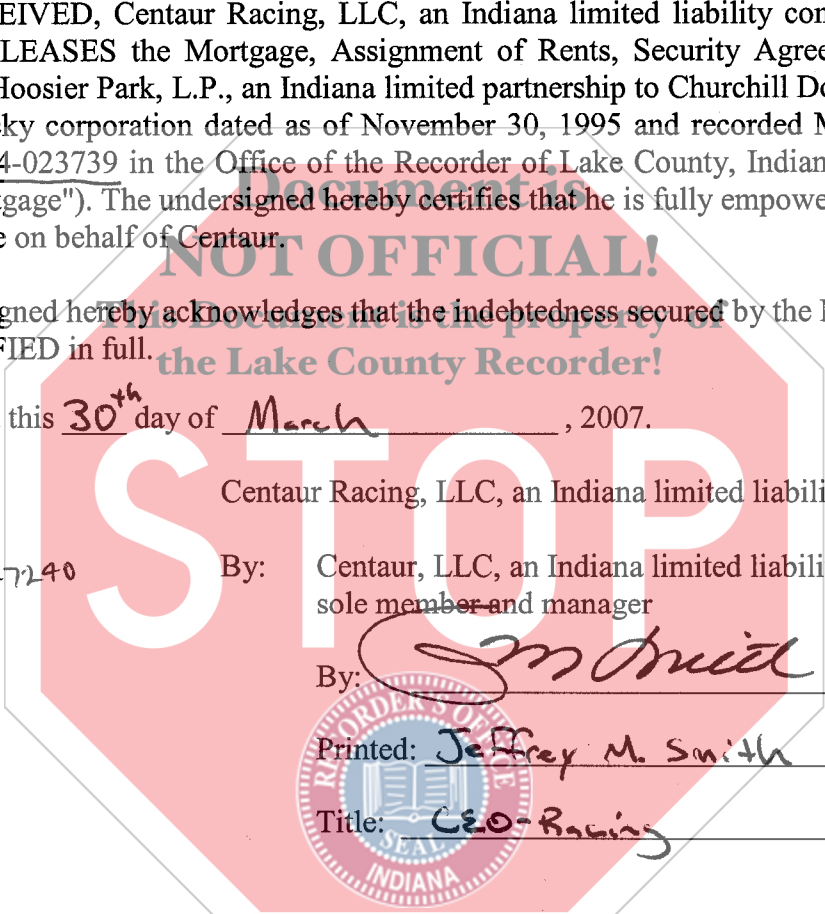 EIVED, Centaur Racing, LLC, an Indiana limited liability con
LEASES the Mortgage, Assignment of Rents, Security Agree
Hoosier Park, L.P., an Indiana limited partnership to Churchill Do
ky corporation dated as of November 30, 1995 and recorded M
4-023739 in the Office of the Recorder of Lake County, Indian
gage"). The undersigned hereby certifies that he is fully empowe
e on behalf of Centaur.
Document is
NOT OFFICIAL!
This Document is the property of
the Lake County Recorder!
gned hereby acknowledges that the indebtedness secured by the
FIED in full.
this 30th day of March, 2007.
STOP
Centaur Racing, LLC, an Indiana limited liabili
7240
By: Centaur, LLC, an Indiana limited liabili
sole member and manager
By: JM Smith
Printed: Jeffrey M. Smith
Title: CEO-Racing
RECORDER'S OFFICE
SEAL
INDIANA